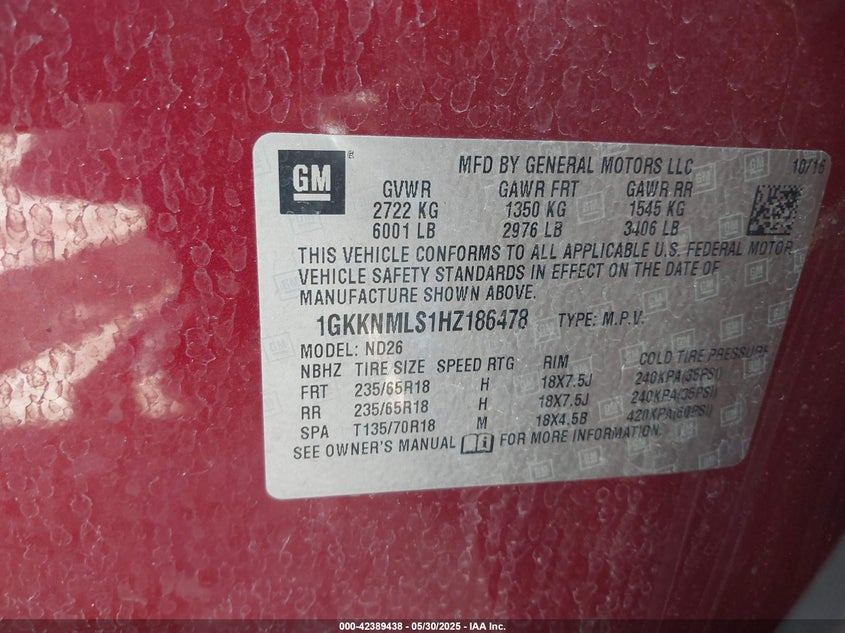 GM ®
MFD BY GENERAL MOTORS LLC 10/16
GVWR GAWR FRT GAWR RR
2722 KG 1350 KG 1545 KG
6001 LB 2976 LB 3406 LB
THIS VEHICLE CONFORMS TO ALL APPLICABLE U.S. FEDERAL MOTOR
VEHICLE SAFETY STANDARDS IN EFFECT ON THE DATE OF
MANUFACTURE SHOWN ABOVE.
1GKKNMLS1HZ186478 TYPE: M.P.V.
MODEL: ND26
NBHZ TIRE SIZE SPEED RTG RIM COLD TIRE PRESSURE
FRT 235/65R18 H 18X7.5J 240KPA(35PSI)
RR 235/65R18 H 18X7.5J 240KPA(35PSI)
SPA T135/70R18 M 18X4.5B 420KPA(60PSI)
SEE OWNER'S MANUAL FOR MORE INFORMATION.
000-42389438 - 05/30/2025 - IAA Inc.